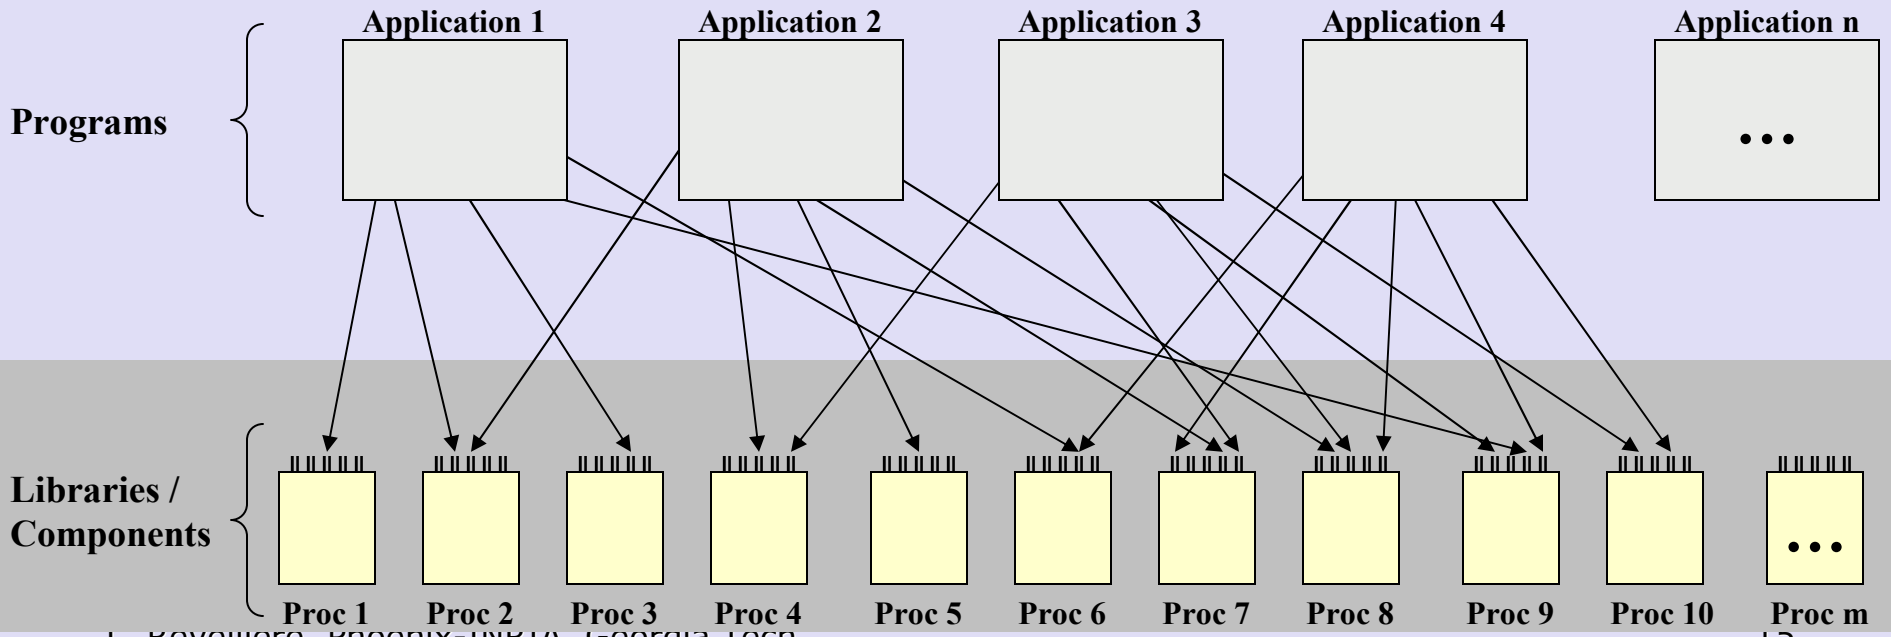 Application 1
Application 2
Application 3
Application 4
Application n
Programs
...
Libraries /
Components
...
Proc 1
Proc 2
Proc 3
Proc 4
Proc 5
Proc 6
Proc 7
Proc 8
Proc 9
Proc 10
Proc m